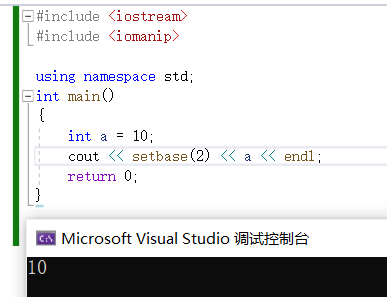 #include <iostream>
#include <iomanip>
using namespace std;
int main()
{
int a = 10;
cout << setbase(2) << a << endl;
return 0;
}
Microsoft Visual Studio 调试控制台
10